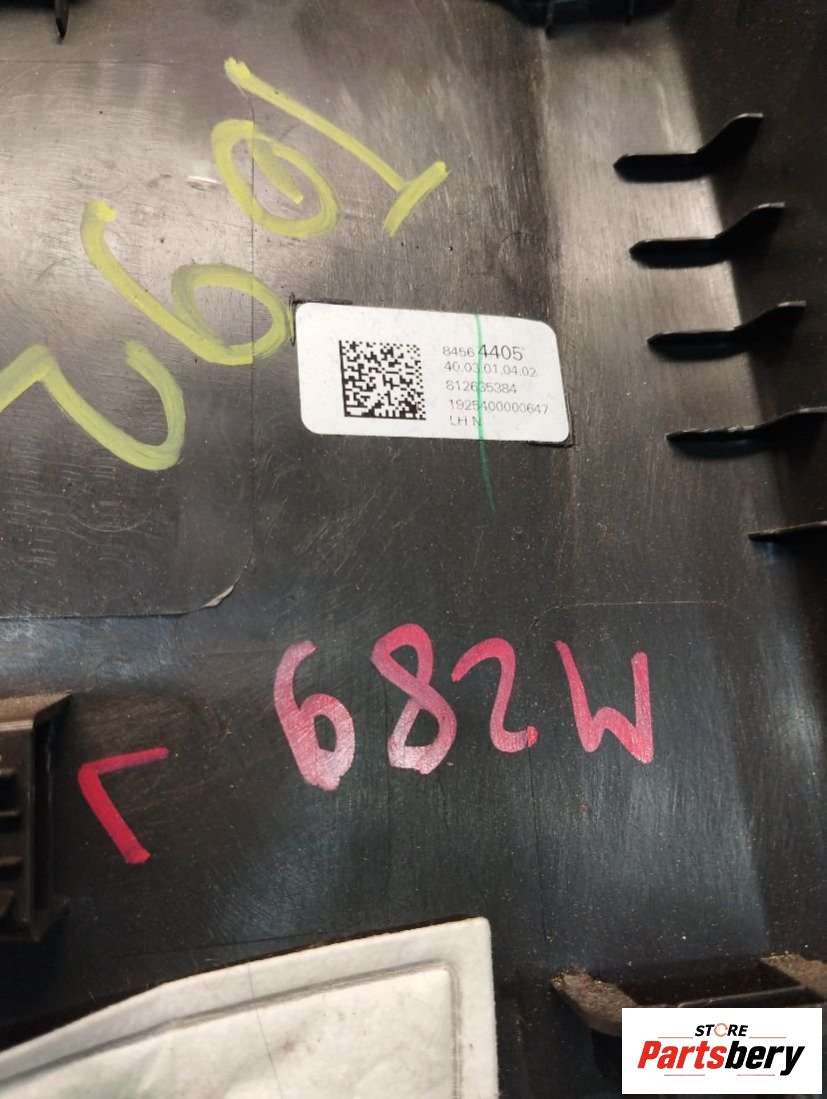 84564405
40.03.01.04.02
812635384
1925400000647
LH N
682W
STORE
Partsbery